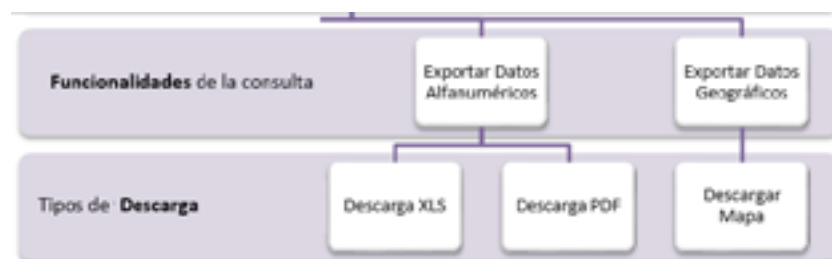 Funcionalidades de la consulta
Exportar Datos
Alfanuméricos
Exportar Datos
Geográficos
Tipos de Descarga
Descarga XLS
Descarga PDF
Descargar
Mapa